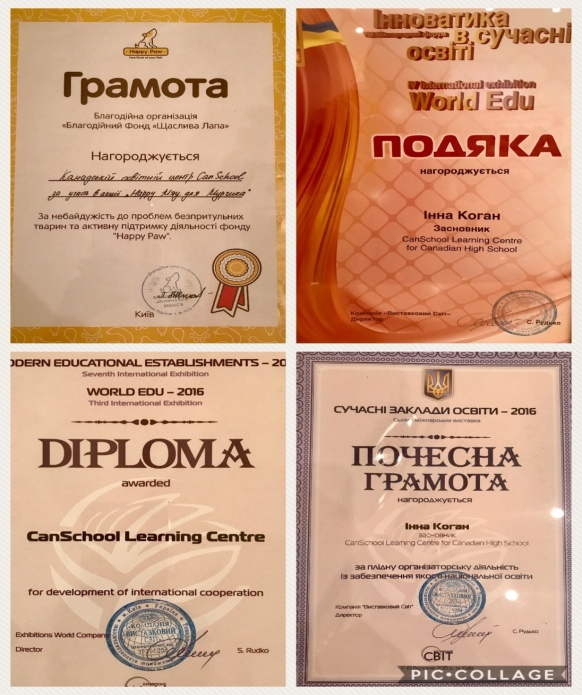 Happy Paw
Грамота
Благодійна організація
«Благодійний Фонд «Щаслива Лапа»
Нагороджується
Канадський освітній центр CanSchool
за участь в акції „Happy Мяу для Мурчика"
За небайдужість до проблем безпритульних
тварин та активну підтримку діяльності фонду
"Happy Paw".
Київ
Інноватика
в сучасні
освіті
IV International exhibition
World Edu
ПОДЯКА
нагороджується
Інна Коган
Засновник
CanSchool Learning Centre
for Canadian High School
Компанія «Виставковий Світ»
Директор
С. Рудько
ODERN EDUCATIONAL ESTABLISHMENTS – 20
Seventh International Exhibition
WORLD EDU – 2016
Third International Exhibition
DIPLOMA
awarded
CanSchool Learning Centre
for development of international cooperation
Exhibitions World Company
Director
КОМПАНІЯ
ВИСТАВКОВИЙ
S. Rudko
СУЧАСНІ ЗАКЛАДИ ОСВІТИ – 2016
Сьома міжнародна виставка
ПОЧЕСНА
ГРАМОТА
нагороджується
Інна Коган
засновник
CanSchool Learning Centre for Canadian High School
за плідну організаторську діяльність
із забезпечення якості національної освіти
Компанія "Виставковий Світ"
Директор
С. Рудько
СВІТ
PIC•COLLAGE